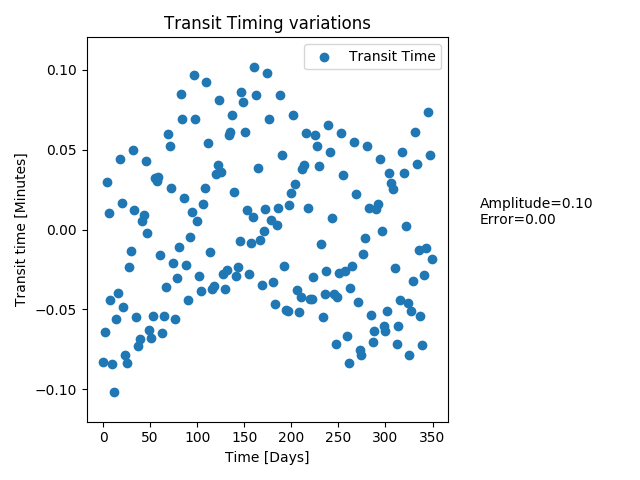 Transit Timing variations
Transit Time
0.10
0.05
0.00
−0.05
−0.10
Transit time [Minutes]
0 50 100 150 200 250 300 350
Time [Days]
Amplitude=0.10
Error=0.00